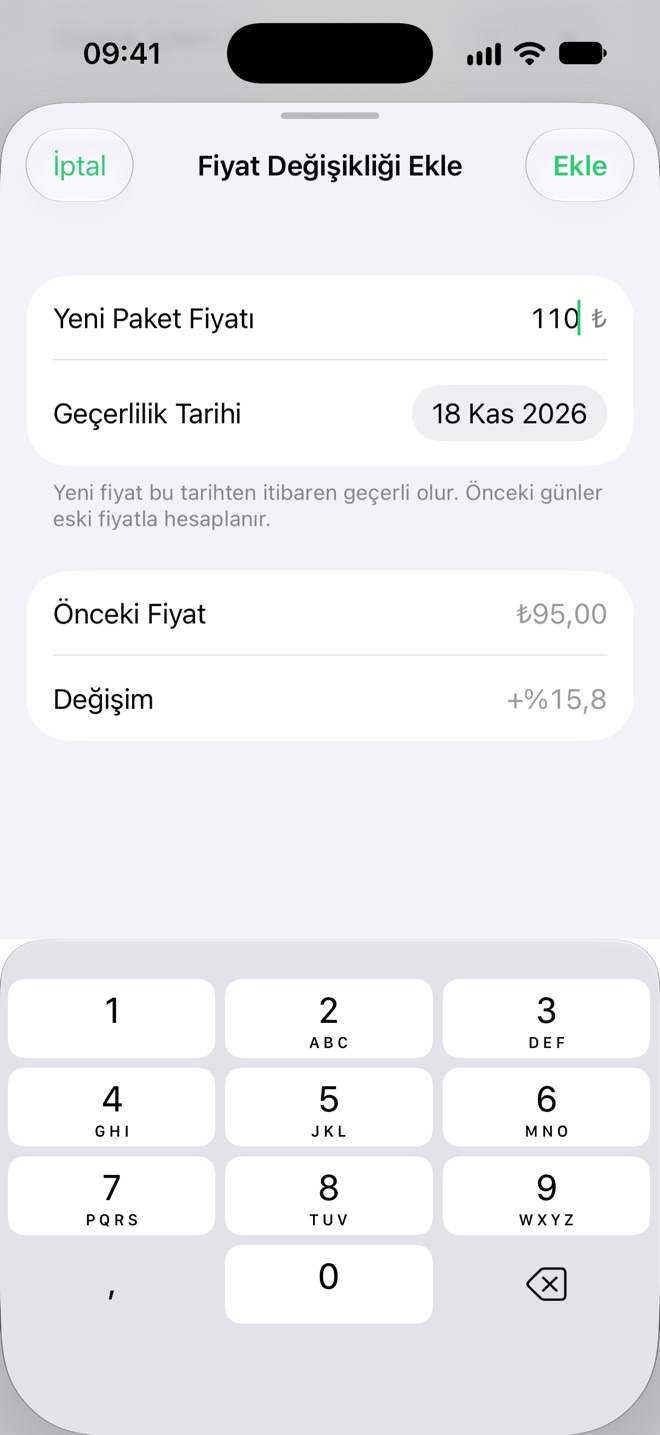 09:41
İptal
Fiyat Değişikliği Ekle
Ekle
Yeni Paket Fiyatı
110 ₺
Geçerlilik Tarihi
18 Kas 2026
Yeni fiyat bu tarihten itibaren geçerli olur. Önceki günler
eski fiyatla hesaplanır.
Önceki Fiyat
₺95,00
Değişim
+%15,8
1
2
ABC
3
DEF
4
GHI
5
JKL
6
MNO
7
PQRS
8
TUV
9
WXYZ
,
0